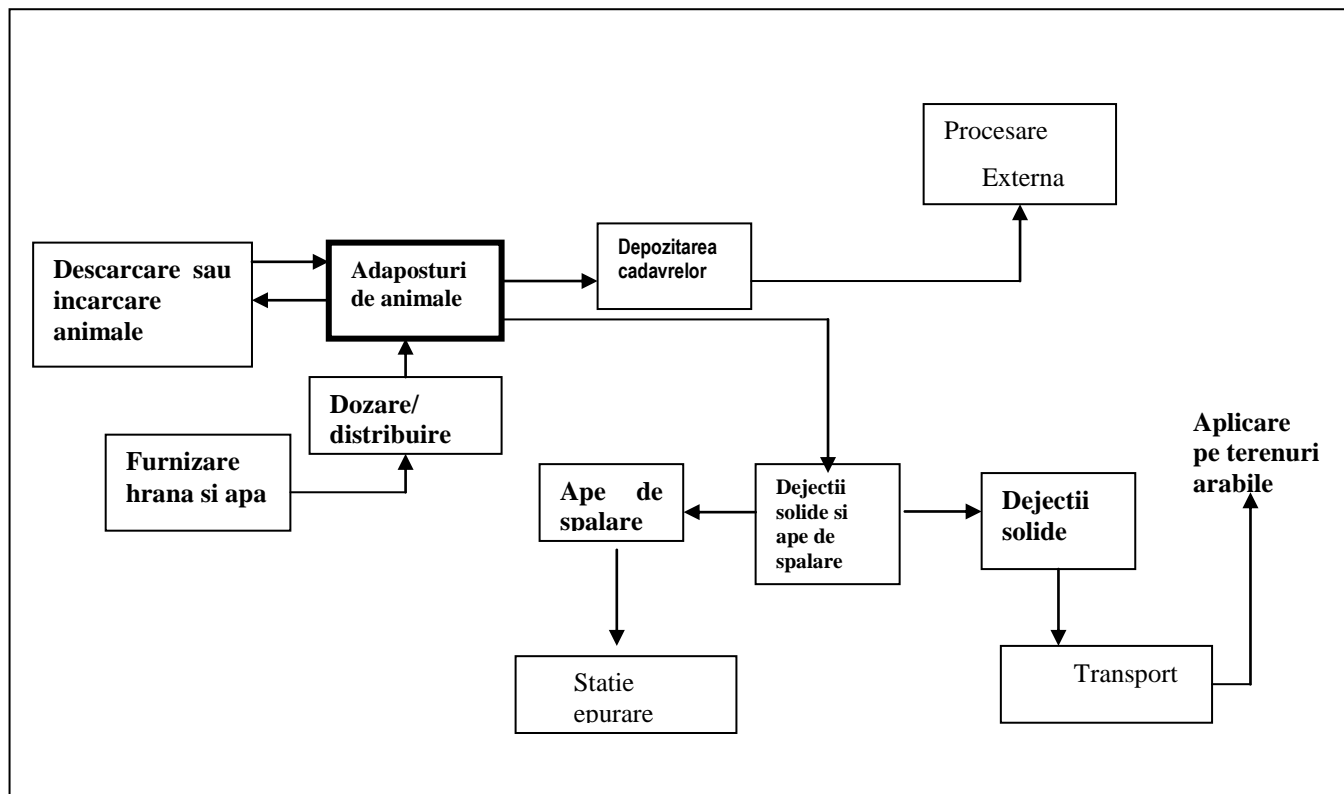 Procesare
Externa
Depozitarea
cadavrelor
Descarcare sau
incarcare
animale
Adaposturi
de animale
Dozare/
distribuire
Furnizare
hrana si apa
Aplicare
pe terenuri
arabile
Ape de
spalare
Dejectii
solide si
ape de
spalare
Dejectii
solide
Statie
epurare
Transport